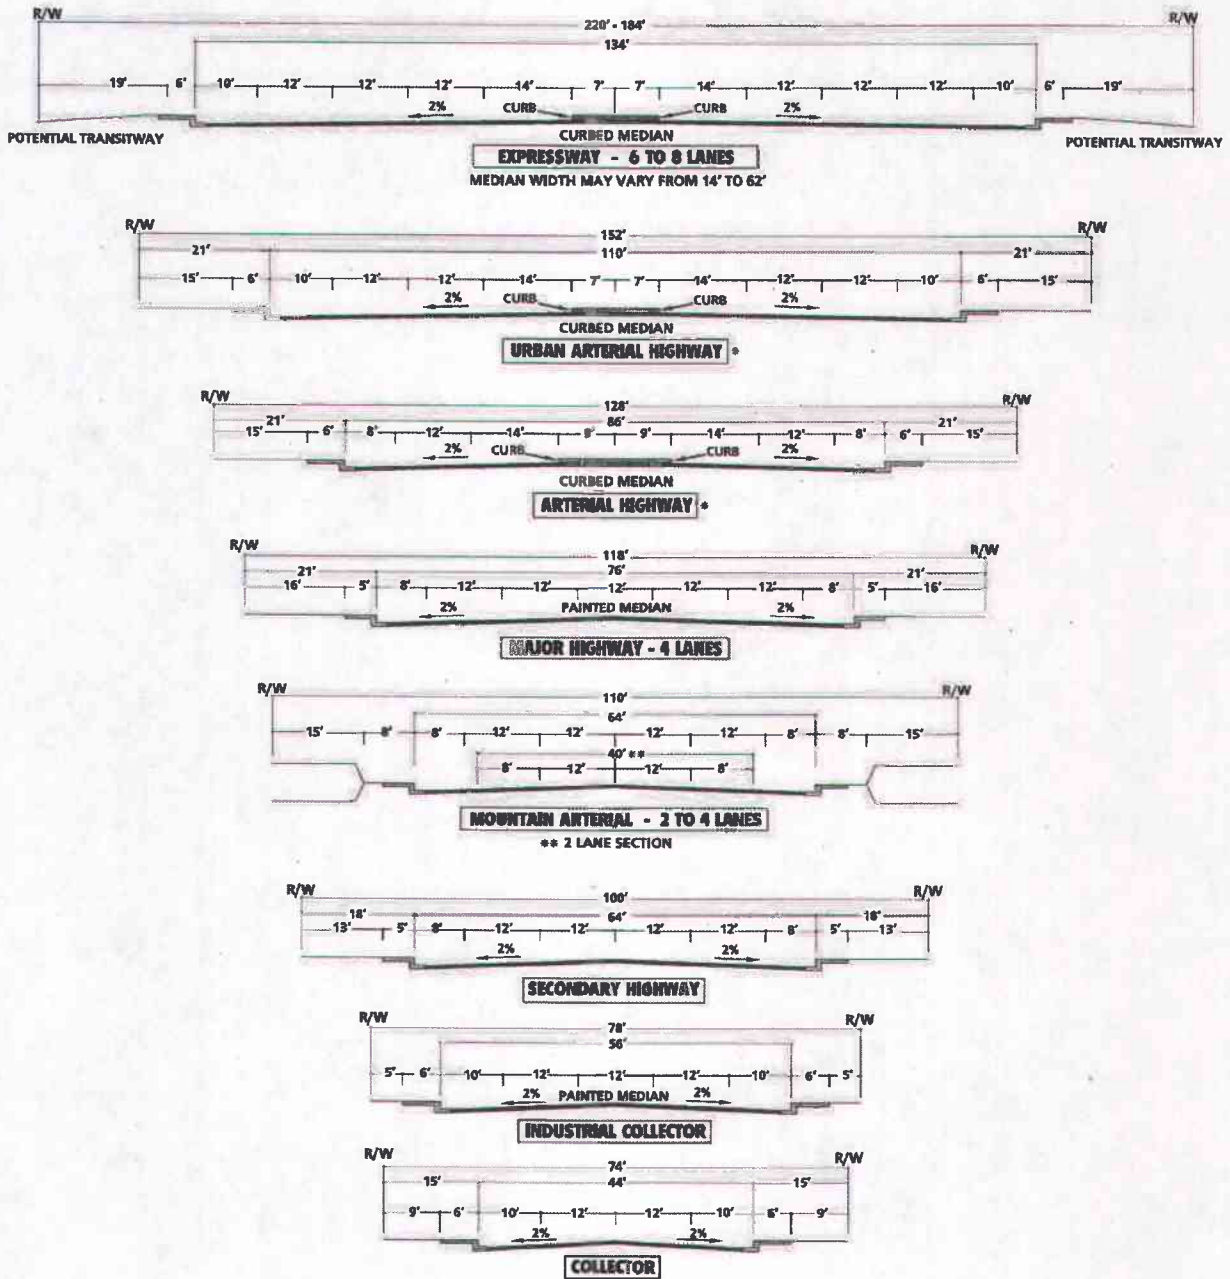 R/W R/W
220' - 184'
134'
19' 6' 10' 12' 12' 12' 14' 7' 7' 14' 12' 12' 12' 10' 6' 19'
2% CURB CURB 2%
POTENTIAL TRANSITWAY CURBED MEDIAN POTENTIAL TRANSITWAY
EXPRESSWAY - 6 TO 8 LANES
MEDIAN WIDTH MAY VARY FROM 14' TO 62'
R/W R/W
152'
21' 110' 21'
15' 6' 10' 12' 12' 14' 7' 7' 14' 12' 12' 10' 6' 15'
2% CURB CURB 2%
CURBED MEDIAN
URBAN ARTERIAL HIGHWAY *
R/W R/W
128'
21' 86' 21'
15' 6' 8' 12' 14' 9' 9' 14' 12' 8' 6' 15'
2% CURB CURB 2%
CURBED MEDIAN
ARTERIAL HIGHWAY *
R/W R/W
118'
21' 76' 21'
16' 5' 8' 12' 12' 12' 12' 12' 8' 5' 16'
2% PAINTED MEDIAN 2%
MAJOR HIGHWAY - 4 LANES
R/W R/W
110'
64'
15' 8' 8' 12' 12' 12' 12' 8' 8' 15'
40' **
8' 12' 12' 8'
MOUNTAIN ARTERIAL - 2 TO 4 LANES
** 2 LANE SECTION
R/W R/W
100'
18' 64' 18'
13' 5' 8' 12' 12' 12' 12' 8' 5' 13'
2% 2%
SECONDARY HIGHWAY
R/W R/W
78'
56'
5' 6' 10' 12' 12' 12' 10' 6' 5'
2% PAINTED MEDIAN 2%
INDUSTRIAL COLLECTOR
R/W R/W
74'
15' 44' 15'
9' 6' 10' 12' 12' 10' 6' 9'
2% 2%
COLLECTOR